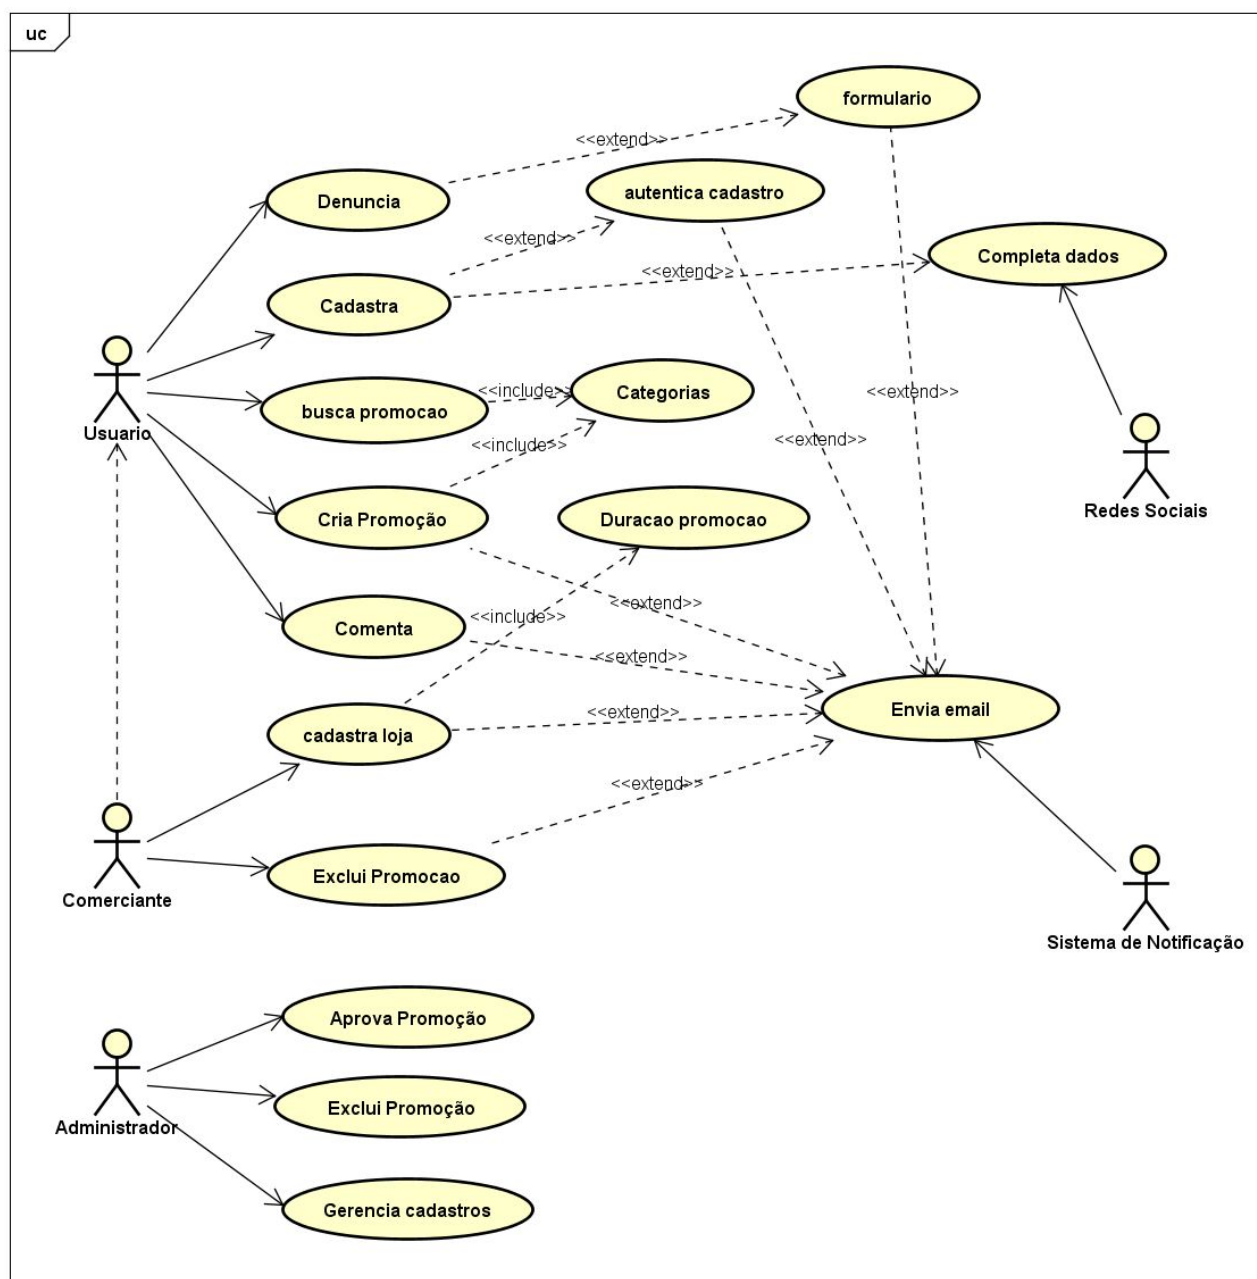 uc
formulario
<<extend>>
autentica cadastro
Denuncia
<<extend>>
Completa dados
<<extend>>
Cadastra
<<include>>
Categorias
<<extend>>
busca promocao
Usuario
<<extend>>
<<include>>
Redes Sociais
Cria Promoção
Duracao promocao
<<extend>>
<<include>>
Comenta
<<extend>>
Envia email
<<extend>>
cadastra loja
<<extend>>
Exclui Promocao
Comerciante
Sistema de Notificação
Aprova Promoção
Exclui Promoção
Administrador
Gerencia cadastros